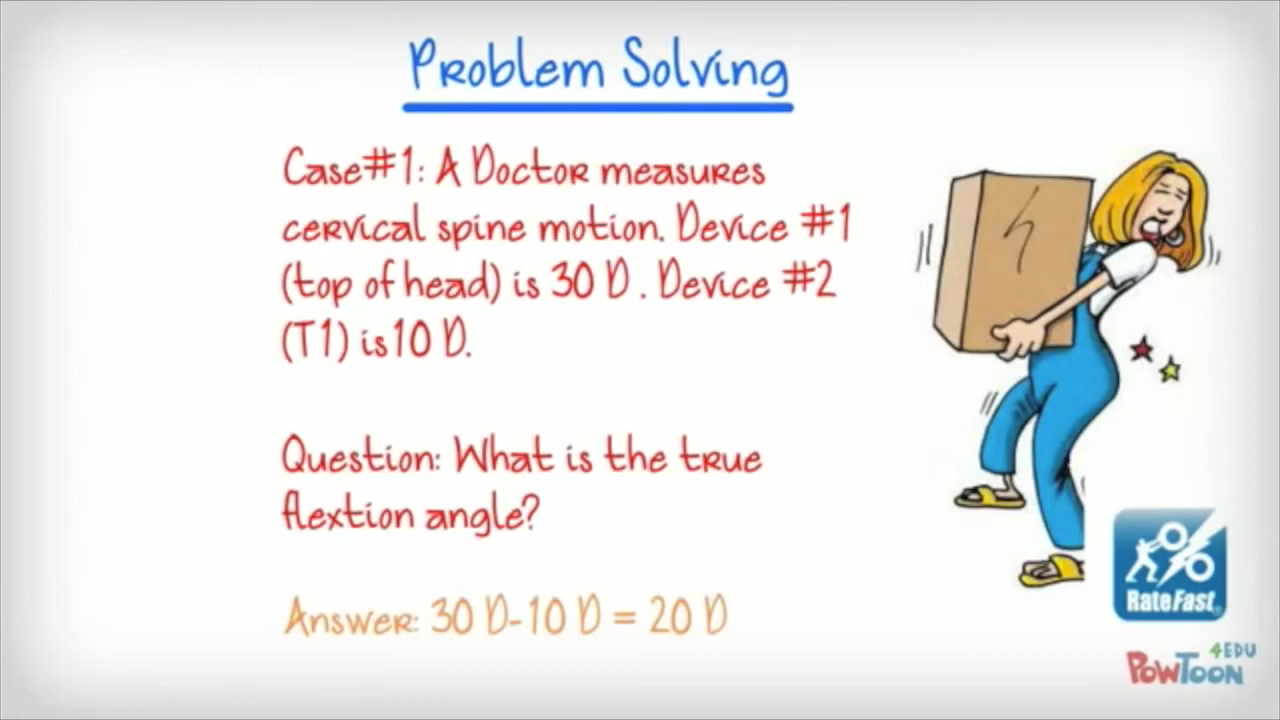 Problem Solving
Case#1: A Doctor measures
cervical spine motion. Device #1
(top of head) is 30 D . Device #2
(T1) is 10 D.
Question: What is the true
flextion angle?
Answer: 30 D-10 D = 20 D
RateFast
4EDU
POWTOON